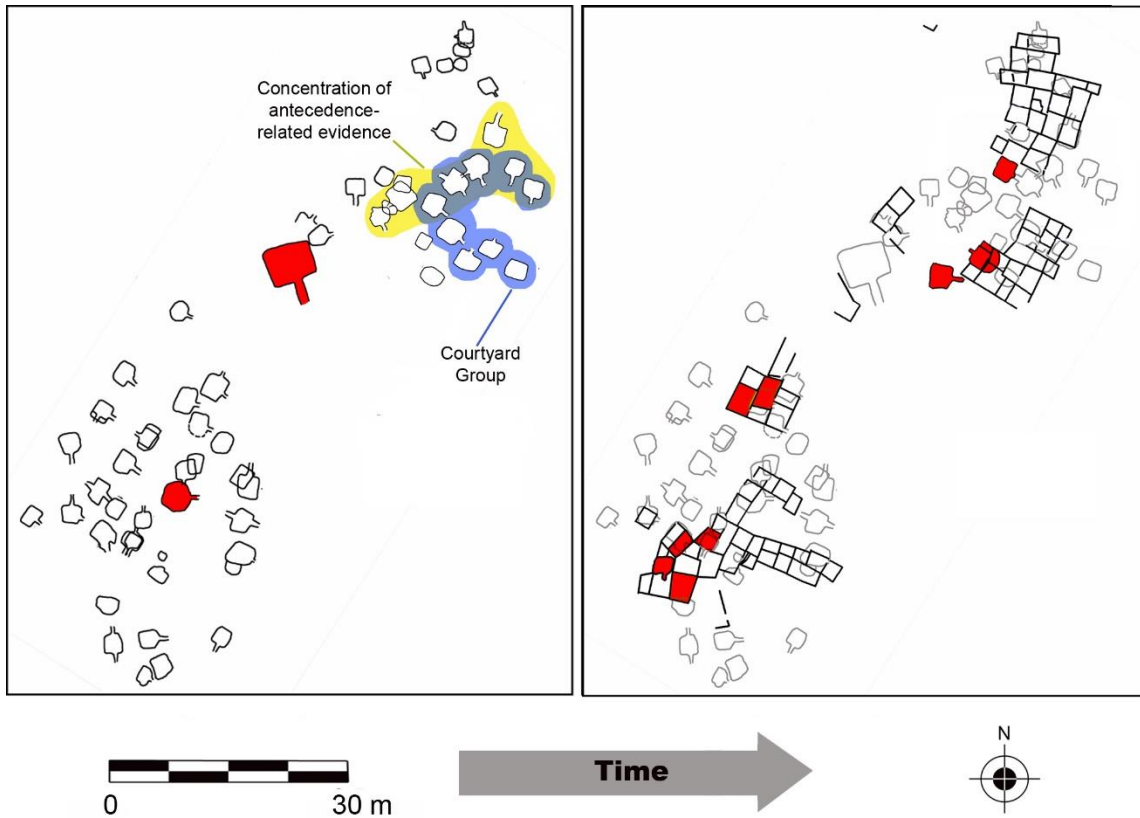 Concentration of
antecedence-
related evidence
Courtyard
Group
0
30 m
Time
N